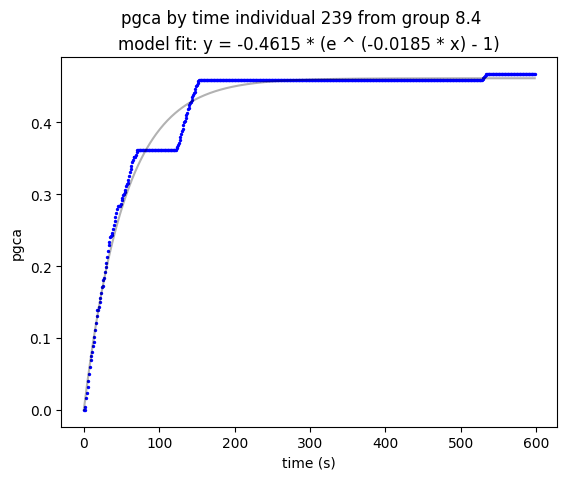 pgca by time individual 239 from group 8.4
model fit: y = -0.4615 * (e ^ (-0.0185 * x) - 1)
pgca
0.4
0.3
0.2
0.1
0.0
0 100 200 300 400 500 600
time (s)